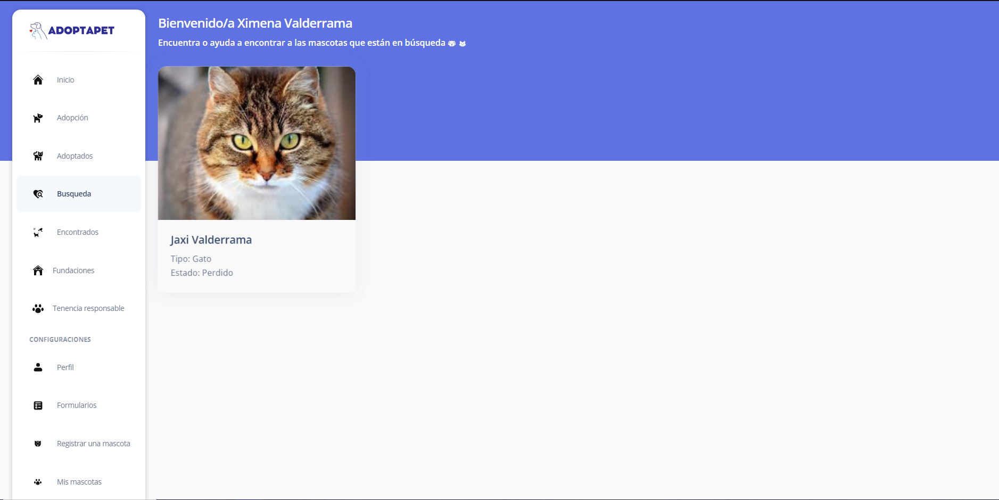 ADOPTAPET
Inicio
Adopción
Adoptados
Busqueda
Encontrados
Fundaciones
Tenencia responsable
CONFIGURACIONES
Perfil
Formularios
Registrar una mascota
Mis mascotas
Bienvenido/a Ximena Valderrama
Encuentra o ayuda a encontrar a las mascotas que están en búsqueda
Jaxi Valderrama
Tipo: Gato
Estado: Perdido